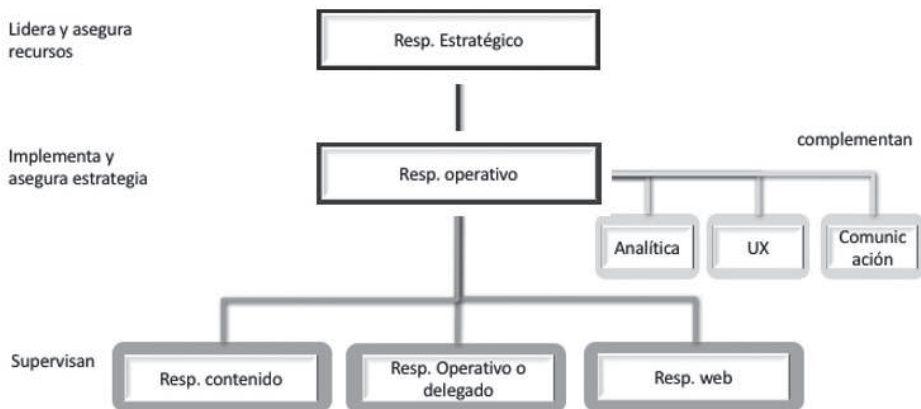 Lidera y asegura
recursos
Resp. Estratégico
Implementa y
asegura estrategia
Resp. operativo
complementan
Analítica
UX
Comunic
ación
Supervisan
Resp. contenido
Resp. Operativo o
delegado
Resp. web